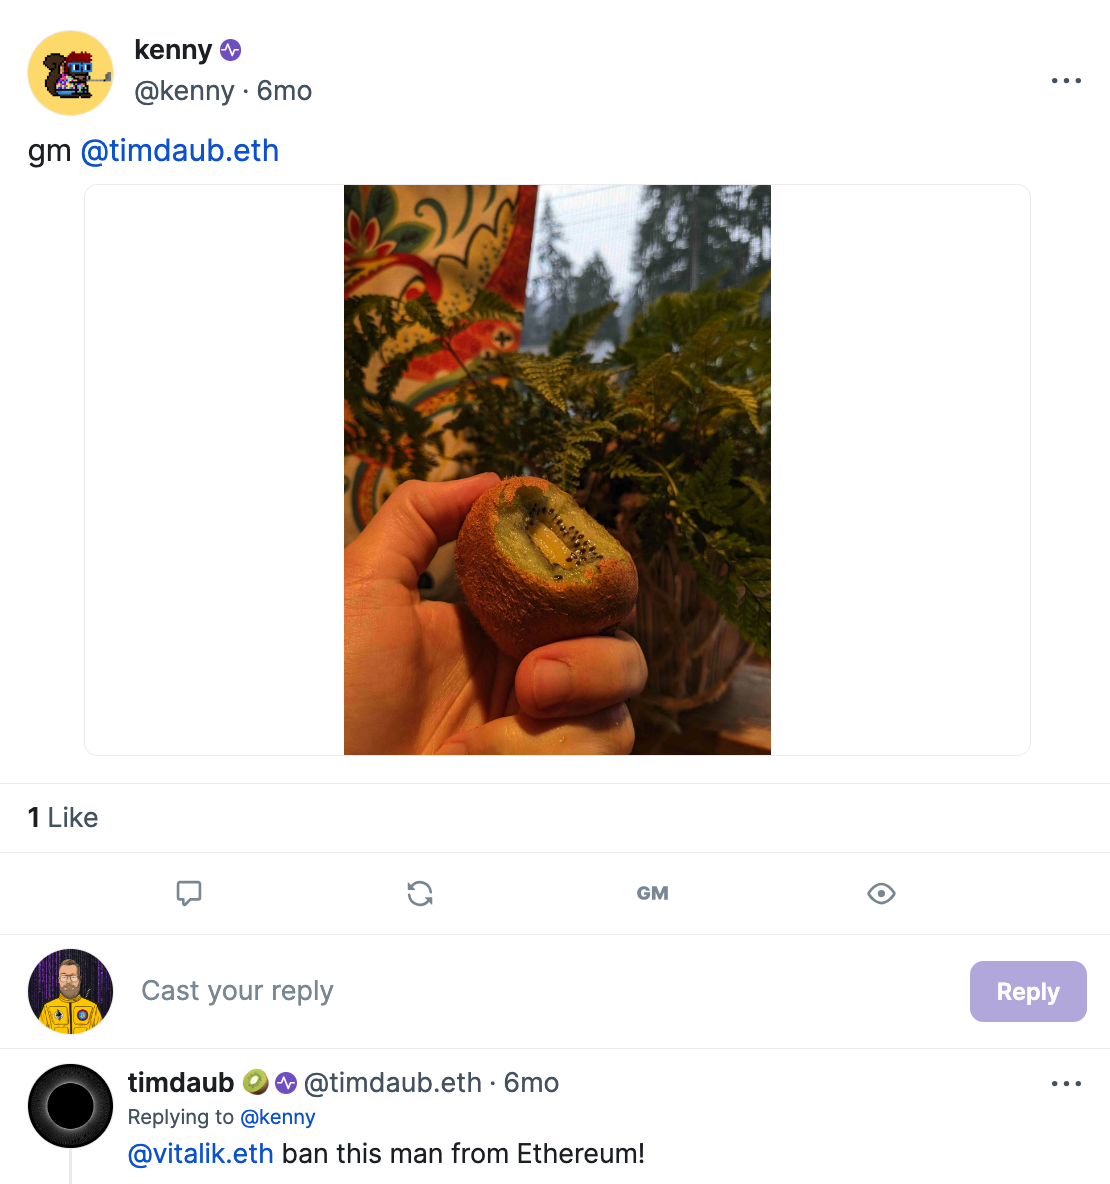 kenny
@kenny · 6mo
gm @timdaub.eth
1 Like
GM
Cast your reply
Reply
timdaub 🥝 @timdaub.eth · 6mo
Replying to @kenny
@vitalik.eth ban this man from Ethereum!